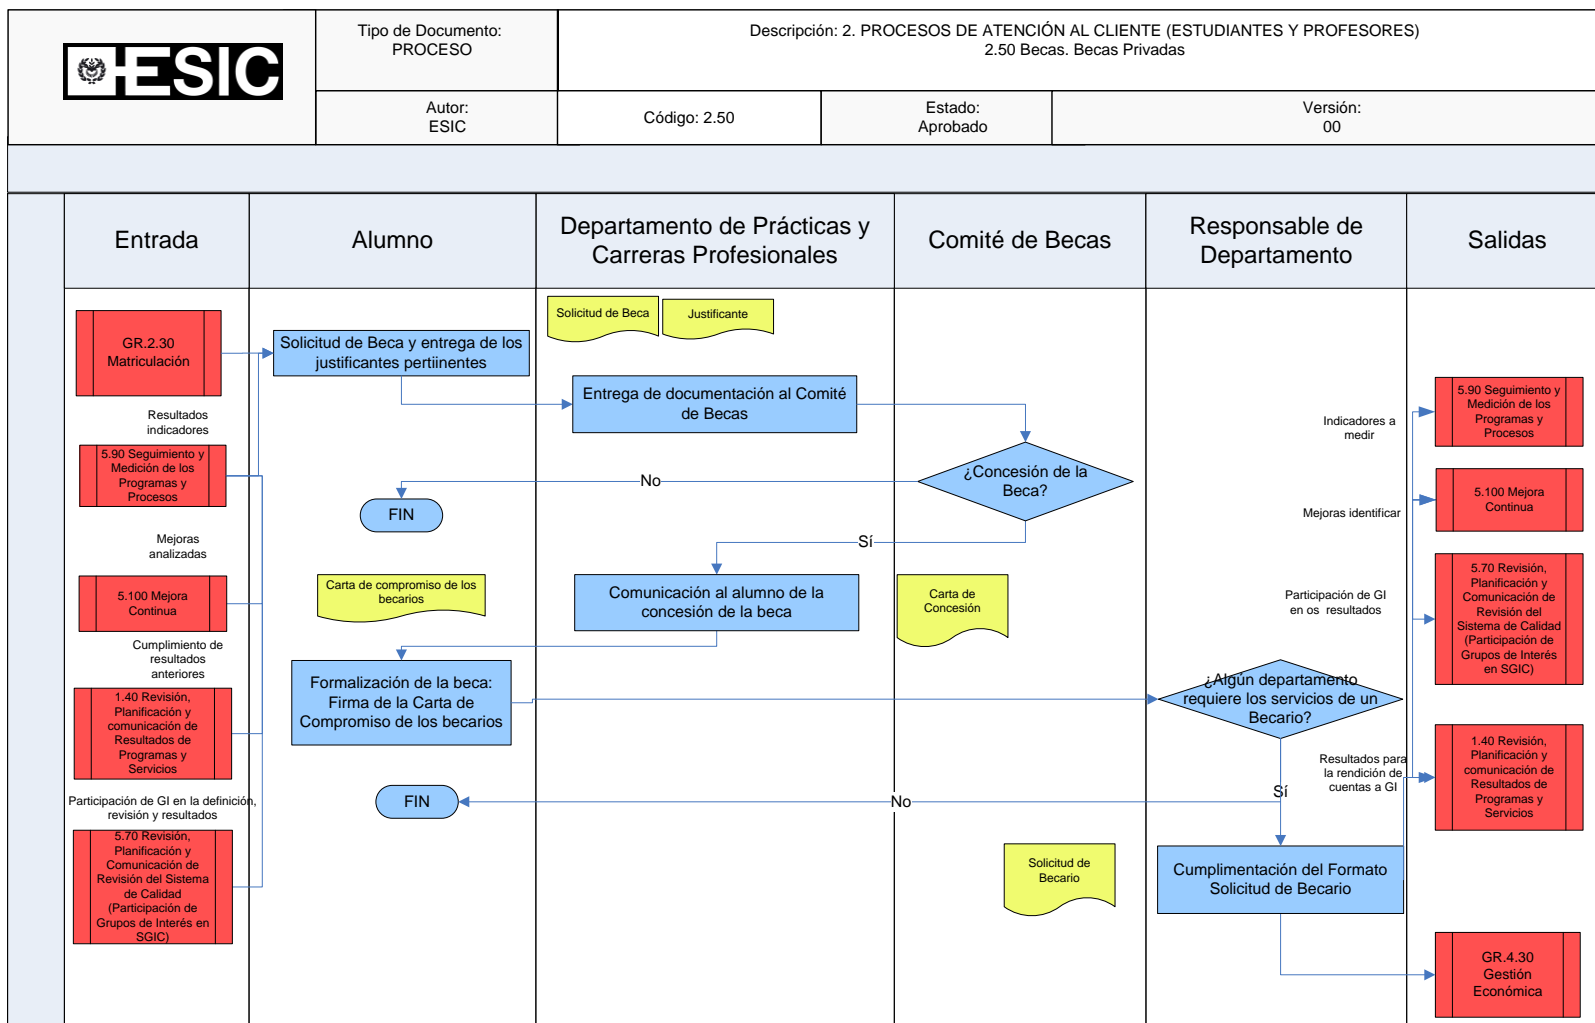 ESIC
Tipo de Documento:
PROCESO
Descripción: 2. PROCESOS DE ATENCIÓN AL CLIENTE (ESTUDIANTES Y PROFESORES)
2.50 Becas. Becas Privadas
Autor:
ESIC
Código: 2.50
Estado:
Aprobado
Versión:
00
Entrada
Alumno
Departamento de Prácticas y
Carreras Profesionales
Comité de Becas
Responsable de
Departamento
Salidas
GR.2.30
Matriculación
Resultados
indicadores
5.90 Seguimiento y
Medición de los
Programas y
Procesos
Mejoras
analizadas
5.100 Mejora
Continua
Cumplimiento de
resultados
anteriores
1.40 Revisión,
Planificación y
comunicación de
Resultados de
Programas y
Servicios
Participación de GI en la definición,
revisión y resultados
5.70 Revisión,
Planificación y
Comunicación de
Revisión del Sistema
de Calidad
(Participación de
Grupos de Interés en
SGIC)
Solicitud de Beca y entrega de los
justificantes pertiinentes
FIN
Carta de compromiso de los
becarios
Formalización de la beca:
Firma de la Carta de
Compromiso de los becarios
FIN
Solicitud de Beca
Justificante
Entrega de documentación al Comité
de Becas
No
Sí
Comunicación al alumno de la
concesión de la beca
¿Concesión de la
Beca?
Carta de
Concesión
No
Solicitud de
Becario
¿Algún departamento
requiere los servicios de un
Becario?
Sí
Cumplimentación del Formato
Solicitud de Becario
Indicadores a
medir
Mejoras identificar
Participación de GI
en os resultados
Resultados para
la rendición de
cuentas a GI
5.90 Seguimiento y
Medición de los
Programas y
Procesos
5.100 Mejora
Continua
5.70 Revisión,
Planificación y
Comunicación de
Revisión del
Sistema de Calidad
(Participación de
Grupos de Interés
en SGIC)
1.40 Revisión,
Planificación y
comunicación de
Resultados de
Programas y
Servicios
GR.4.30
Gestión
Económica